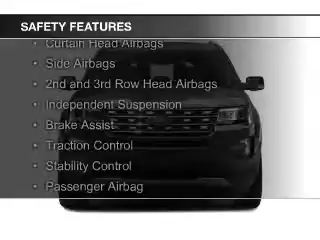 SAFETY FEATURES
• Curtain Head Airbags
• Side Airbags
• 2nd and 3rd Row Head Airbags
• Independent Suspension
• Brake Assist
• Traction Control
• Stability Control
• Passenger Airbag